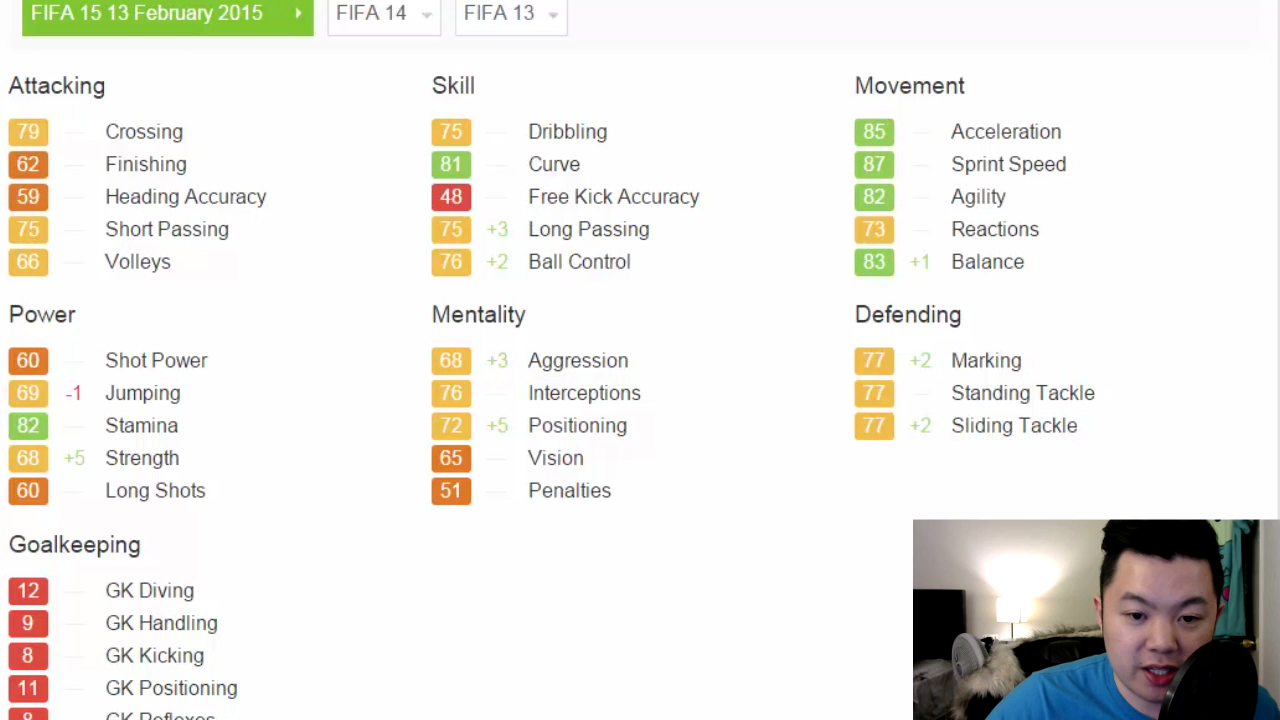 FIFA 15 13 February 2015
FIFA 14
FIFA 13
Attacking
79 Crossing
62 Finishing
59 Heading Accuracy
75 Short Passing
66 Volleys
Skill
75 Dribbling
81 Curve
48 Free Kick Accuracy
75 +3 Long Passing
76 +2 Ball Control
Movement
85 Acceleration
87 Sprint Speed
82 Agility
73 Reactions
83 +1 Balance
Power
60 Shot Power
69 -1 Jumping
82 Stamina
68 +5 Strength
60 Long Shots
Mentality
68 +3 Aggression
76 Interceptions
72 +5 Positioning
65 Vision
51 Penalties
Defending
77 +2 Marking
77 Standing Tackle
77 +2 Sliding Tackle
Goalkeeping
12 GK Diving
9 GK Handling
8 GK Kicking
11 GK Positioning
8 GK Reflexes